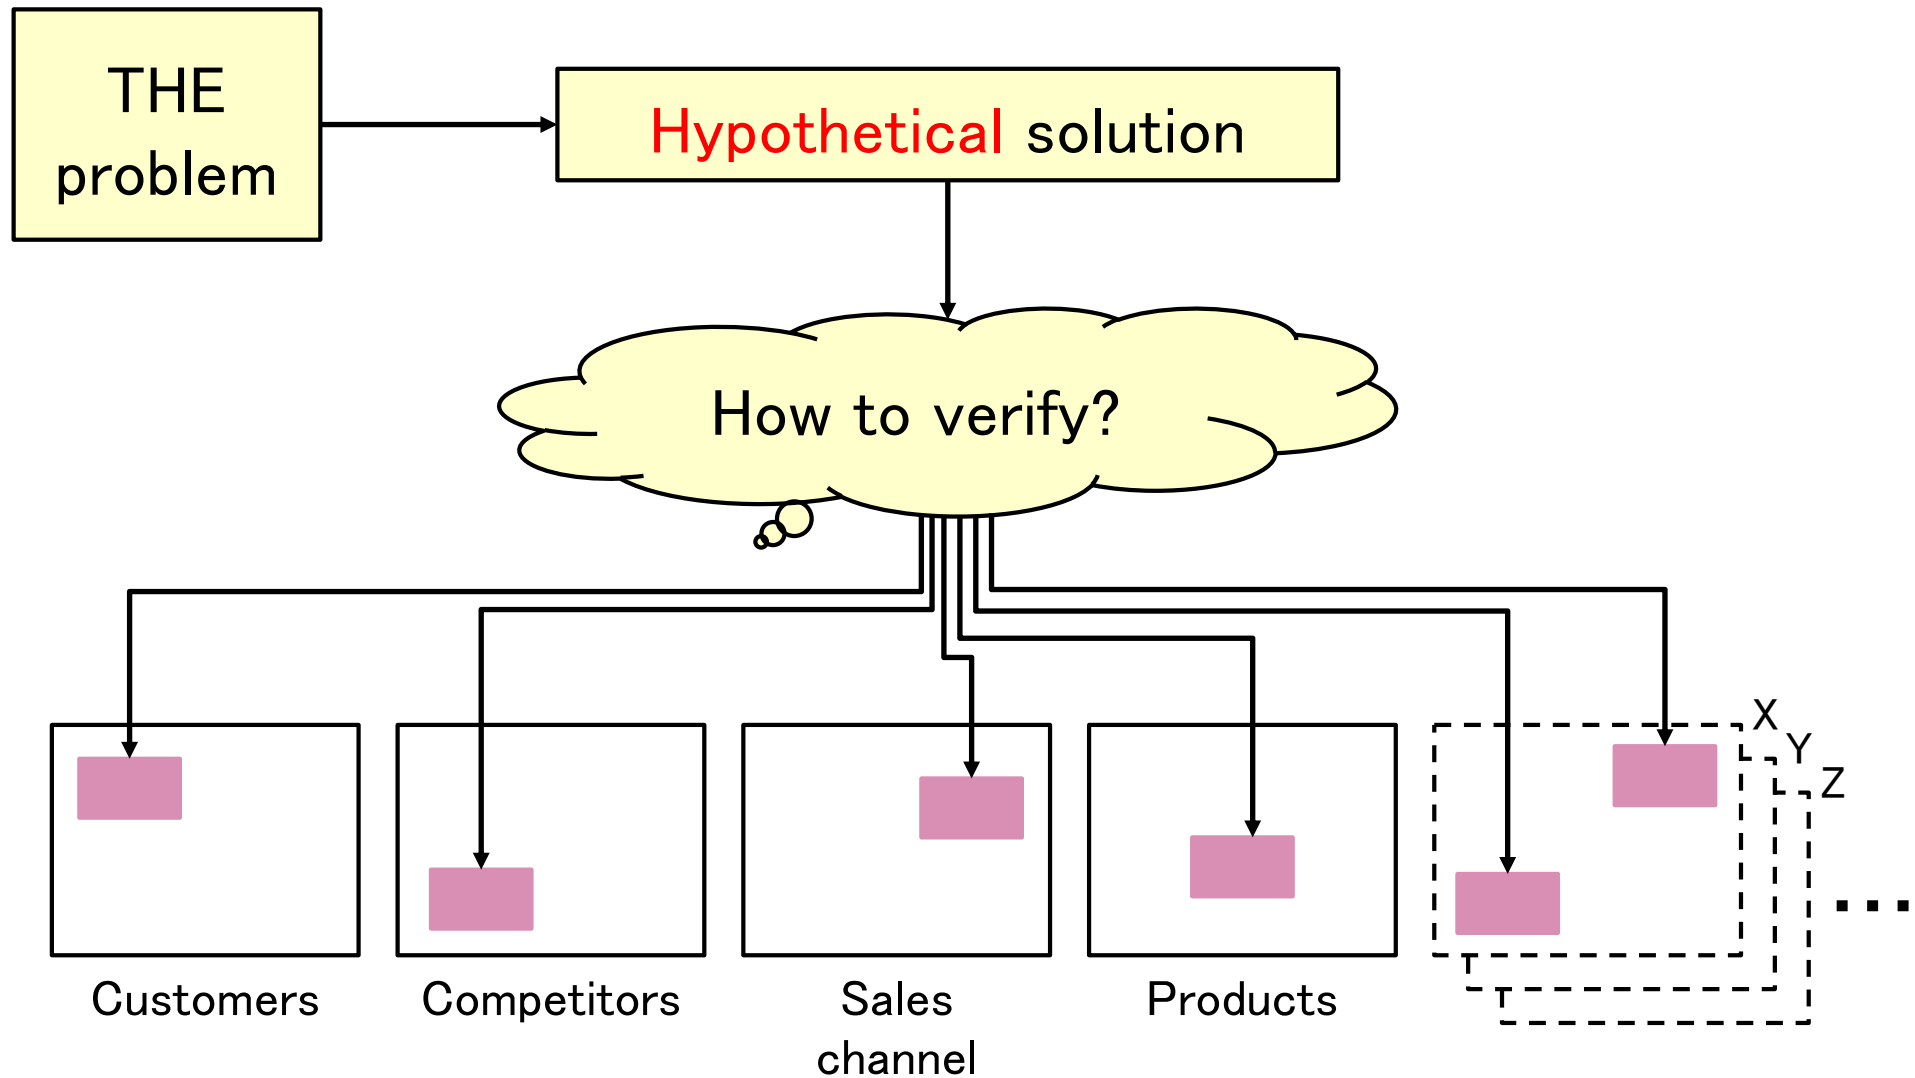 THE
problem
Hypothetical solution
How to verify?
X
Y
Z
...
Customers
Competitors
Sales
channel
Products